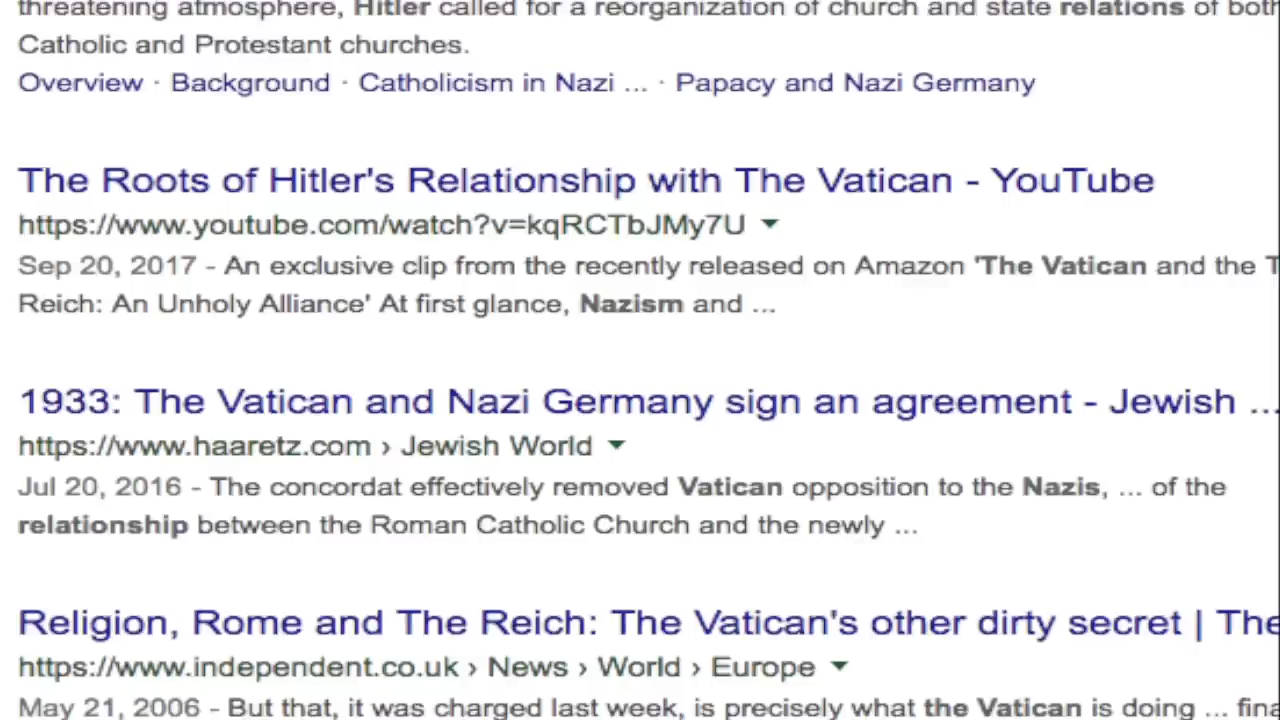 threatening atmosphere, Hitler called for a reorganization of church and state relations of both
Catholic and Protestant churches.
Overview · Background · Catholicism in Nazi ... · Papacy and Nazi Germany
The Roots of Hitler's Relationship with The Vatican - YouTube
https://www.youtube.com/watch?v=kqRCTbJMy7U
Sep 20, 2017 - An exclusive clip from the recently released on Amazon 'The Vatican and the T
Reich: An Unholy Alliance' At first glance, Nazism and ...
1933: The Vatican and Nazi Germany sign an agreement - Jewish ...
https://www.haaretz.com › Jewish World
Jul 20, 2016 - The concordat effectively removed Vatican opposition to the Nazis, ... of the
relationship between the Roman Catholic Church and the newly ...
Religion, Rome and The Reich: The Vatican's other dirty secret | The
https://www.independent.co.uk › News › World › Europe
May 21, 2006 - But that, it was charged last week, is precisely what the Vatican is doing ... fina